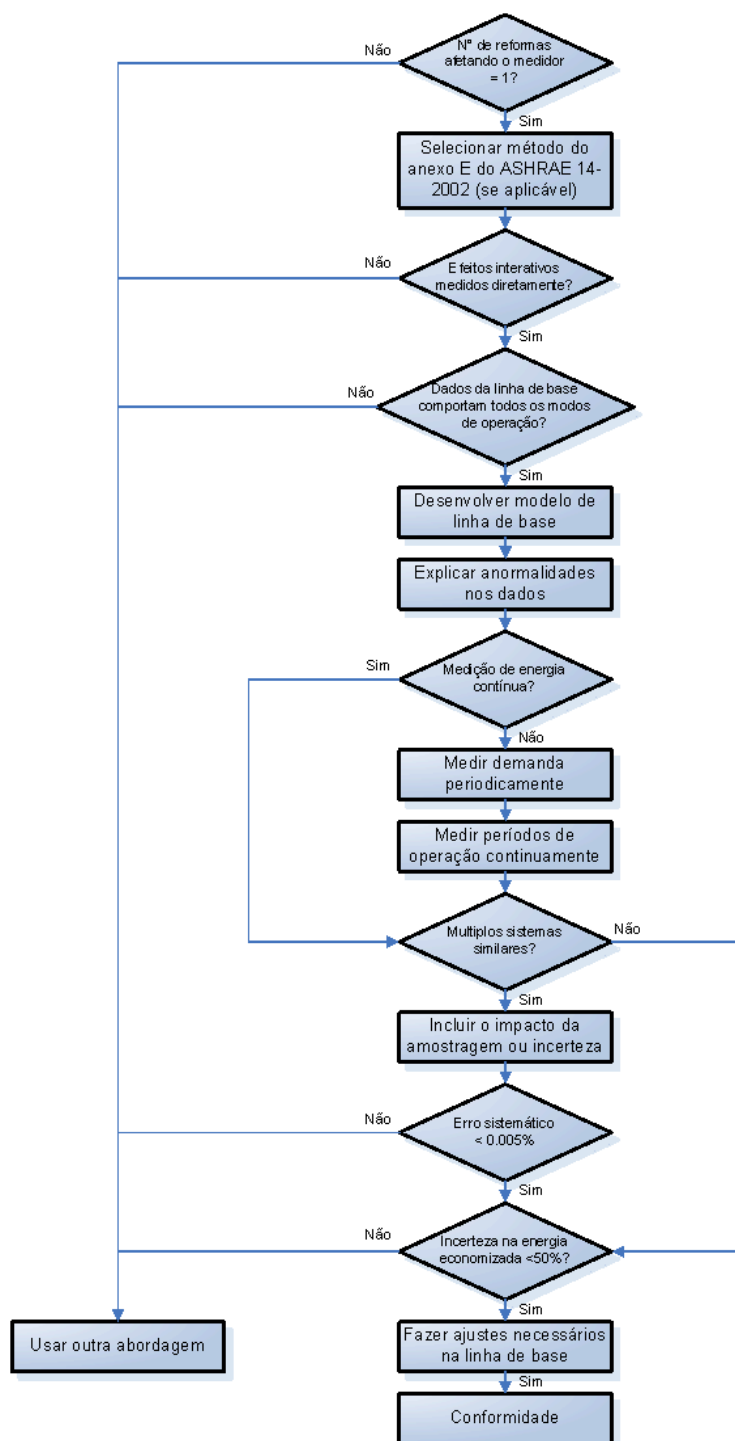 Não
N° de reformas
afetando o medidor
= 1?
Sim
Selecionar método do
anexo E do ASHRAE 14-
2002 (se aplicável)
Não
Efeitos interativos
medidos diretamente?
Sim
Não
Dados da linha de base
comportam todos os modos
de operação?
Sim
Desenvolver modelo de
linha de base
Explicar anormalidades
nos dados
Sim
Medição de energia
contínua?
Não
Medir demanda
periodicamente
Medir períodos de
operação continuamente
Multiplos sistemas
similares?
Não
Sim
Incluir o impacto da
amostragem ou incerteza
Não
Erro sistemático
< 0.005%
Sim
Não
Incerteza na energia
economizada <50%?
Sim
Usar outra abordagem
Fazer ajustes necessários
na linha de base
Sim
Conformidade